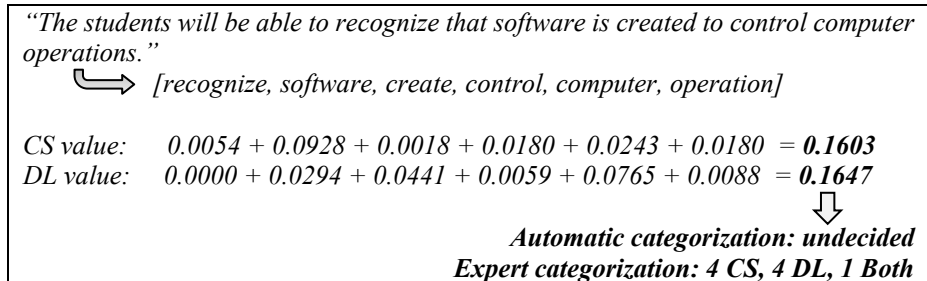 “The students will be able to recognize that software is created to control computer
operations.”
[recognize, software, create, control, computer, operation]
CS value: 0.0054 + 0.0928 + 0.0018 + 0.0180 + 0.0243 + 0.0180 = 0.1603
DL value: 0.0000 + 0.0294 + 0.0441 + 0.0059 + 0.0765 + 0.0088 = 0.1647
Automatic categorization: undecided
Expert categorization: 4 CS, 4 DL, 1 Both